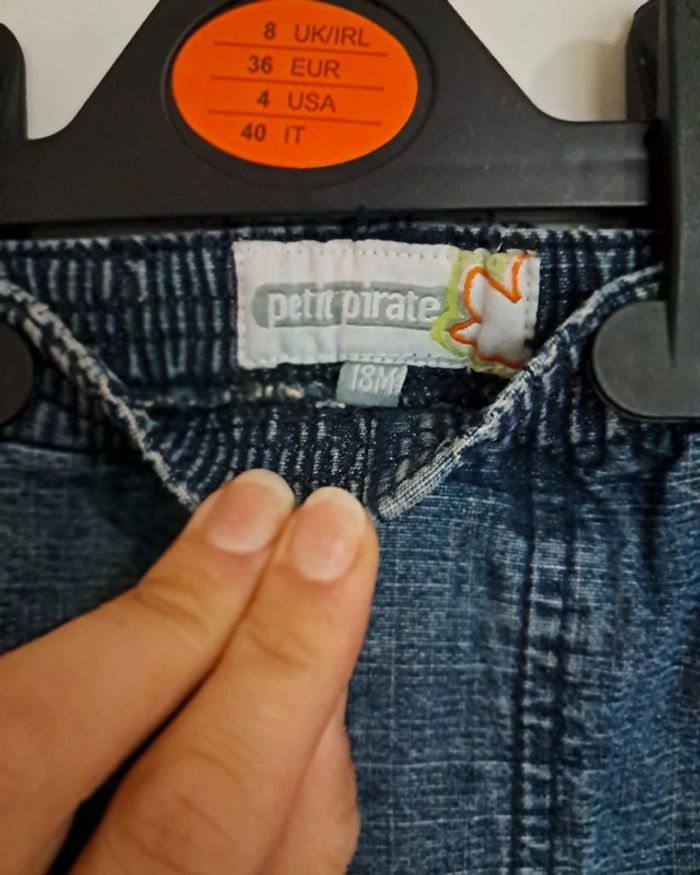 8 UK/IRL
36 EUR
4 USA
40 IT
petit pirate
18M